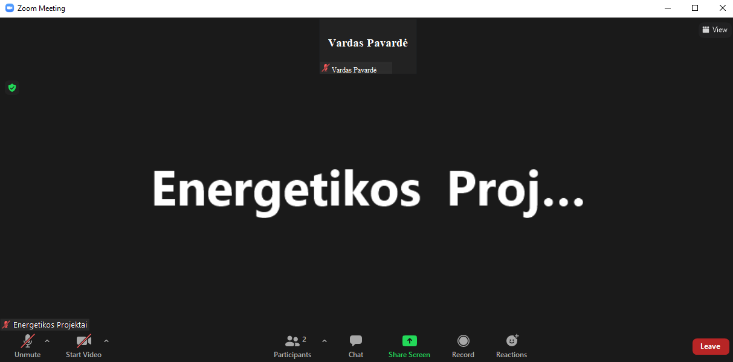 Zoom Meeting
Vardas Pavardė
Vardas Pavardė
View
Energetikos Proj...
Energetikos Projektai
Unmute
Start Video
Participants
2
Chat
Share Screen
Record
Reactions
Leave